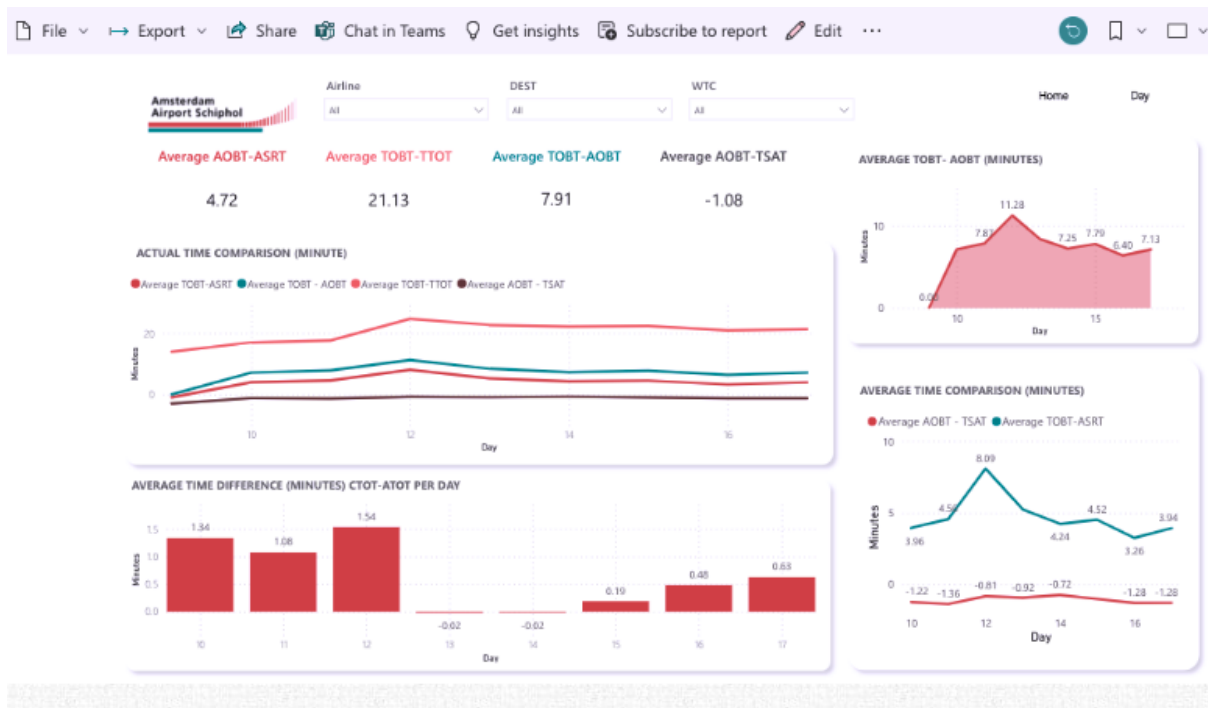 File Export Share Chat in Teams Get insights Subscribe to report Edit ...
Amsterdam
Airport Schiphol
Airline DEST WTC
All All All
Home Day
Average AOBT-ASRT Average TOBT-TTOT Average TOBT-AOBT Average AOBT-TSAT
4.72 21.13 7.91 -1.08
ACTUAL TIME COMPARISON (MINUTE)
Average TOBT-ASRT Average TOBT - AOBT Average TOBT-TTOT Average AOBT - TSAT
20
0
Minutes
10 12 14 16
Day
AVERAGE TIME DIFFERENCE (MINUTES) CTOT-ATOT PER DAY
1.5
1.0
0.5
0.0
Minutes
1.34 1.08 1.54 -0.02 -0.02 0.19 0.48 0.63
10 11 12 13 14 15 16 17
Day
AVERAGE TOBT- AOBT (MINUTES)
10
0
Minutes
0.00 7.87 11.28 7.25 7.79 6.40 7.13
10 15
Day
AVERAGE TIME COMPARISON (MINUTES)
Average AOBT - TSAT Average TOBT-ASRT
10
5
0
Minutes
3.96 4.56 8.09 4.24 4.52 3.26 3.94
-1.22 -1.36 -0.81 -0.92 -0.72 -1.28 -1.28
10 12 14 16
Day